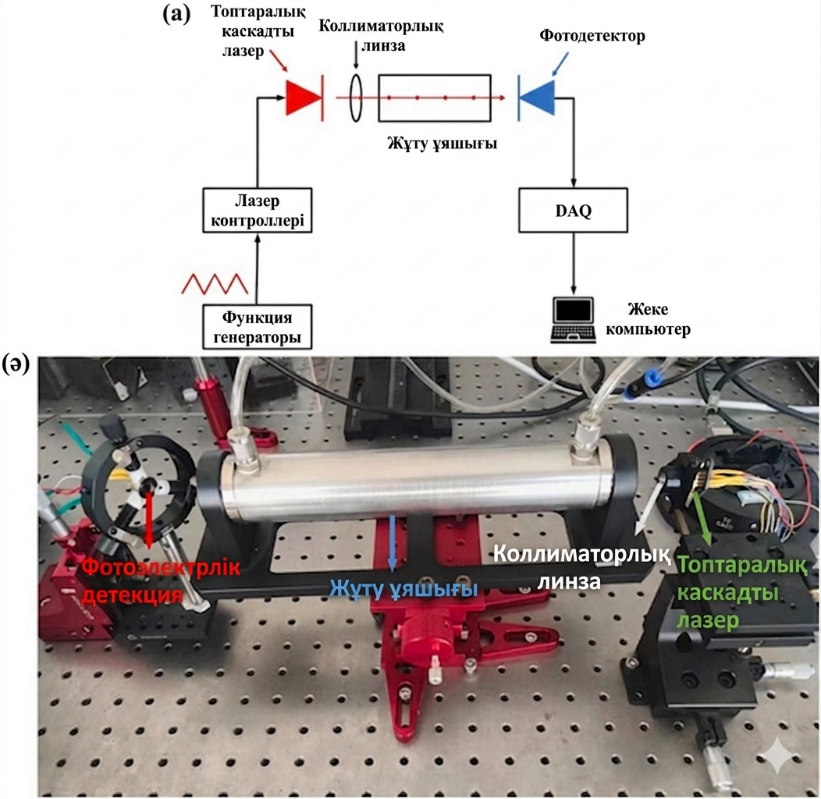 (а)
Топтаралық
каскадты
лазер
Коллиматорлық
линза
Фотодетектор
Жұту ұяшығы
Лазер
контроллері
DAQ
Функция
генераторы
Жеке
компьютер
(ә)
Фотоэлектрлік
детекция
Жұту ұяшығы
Коллиматорлық
линза
Топтаралық
каскадты
лазер